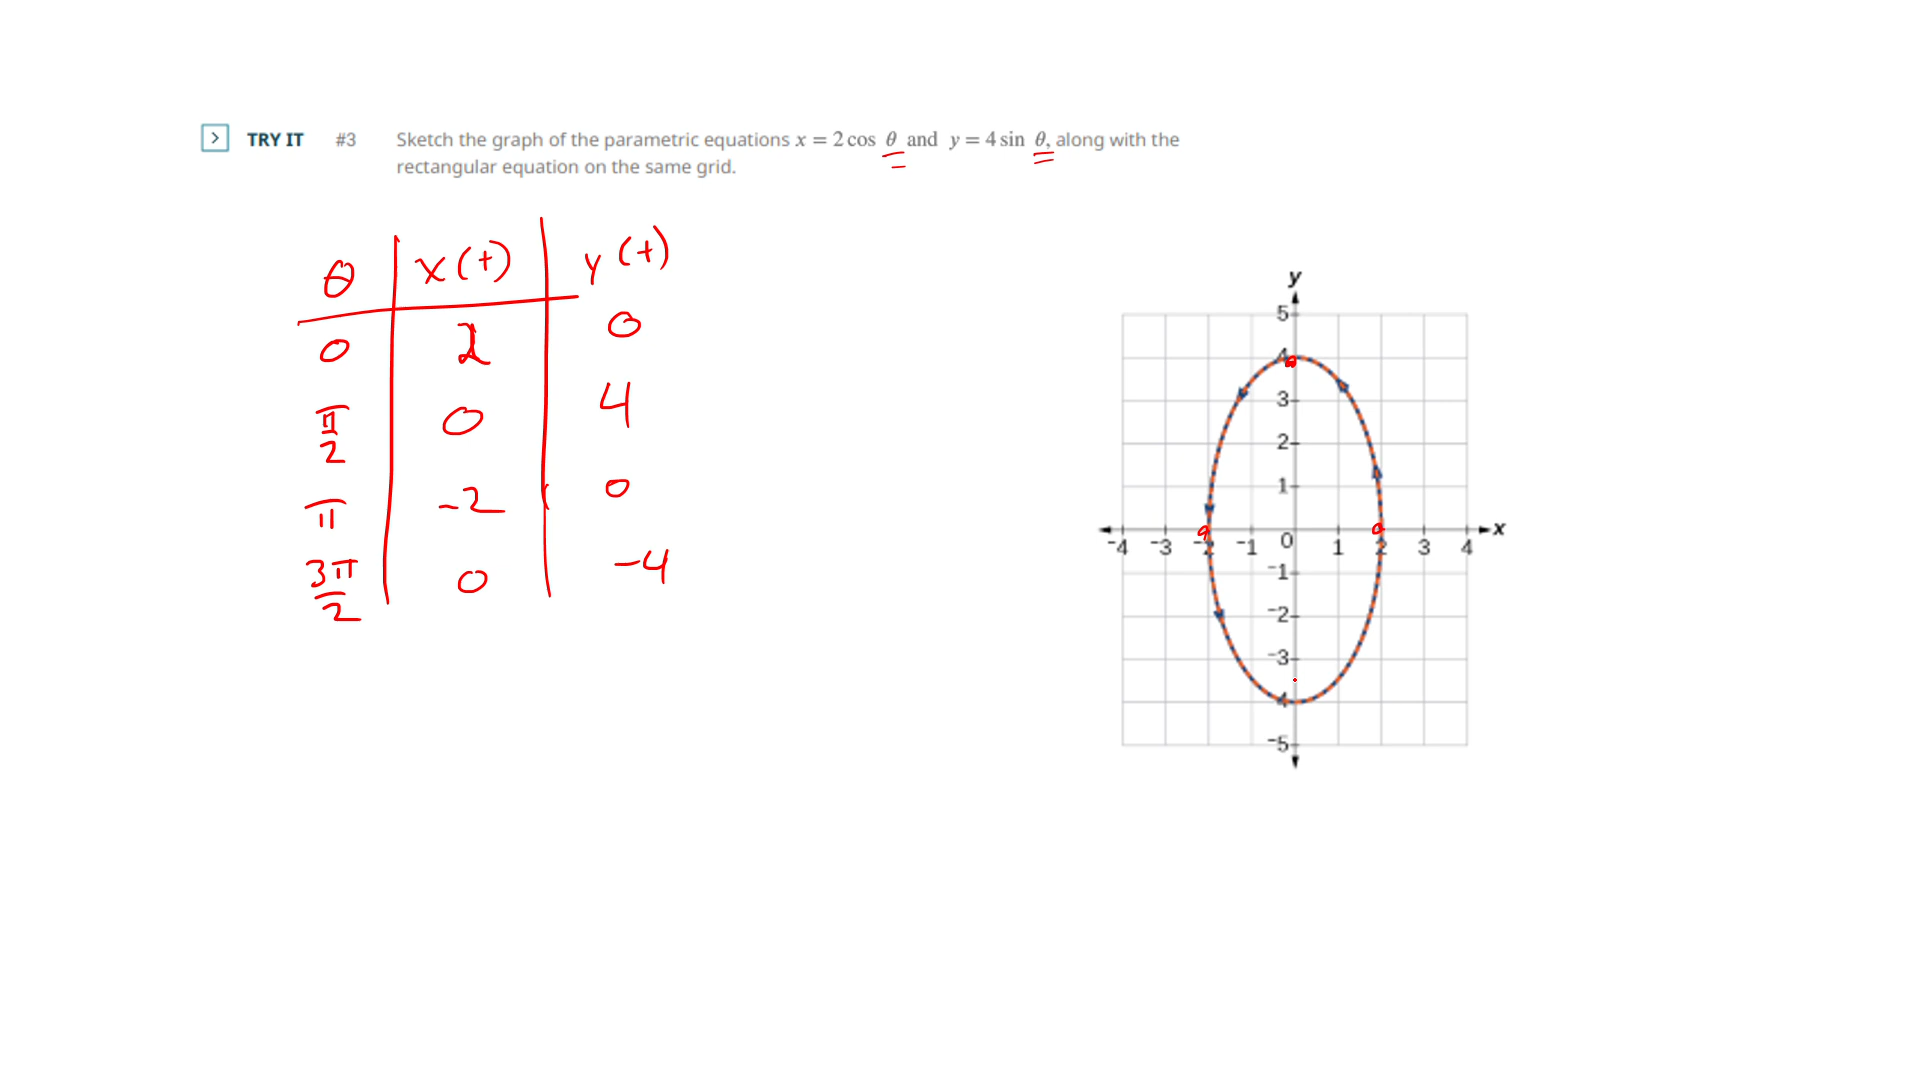 > TRY IT #3 Sketch the graph of the parametric equations x = 2 cos θ and y = 4 sin θ, along with the
rectangular equation on the same grid.
θ x(t) y(t)
0 2 0
π/2 0 4
π -2 0
3π/2 0 -4
y
5
4
3
2
1
-4 -3 -2 -1 0 1 2 3 4 x
-1
-2
-3
-4
-5